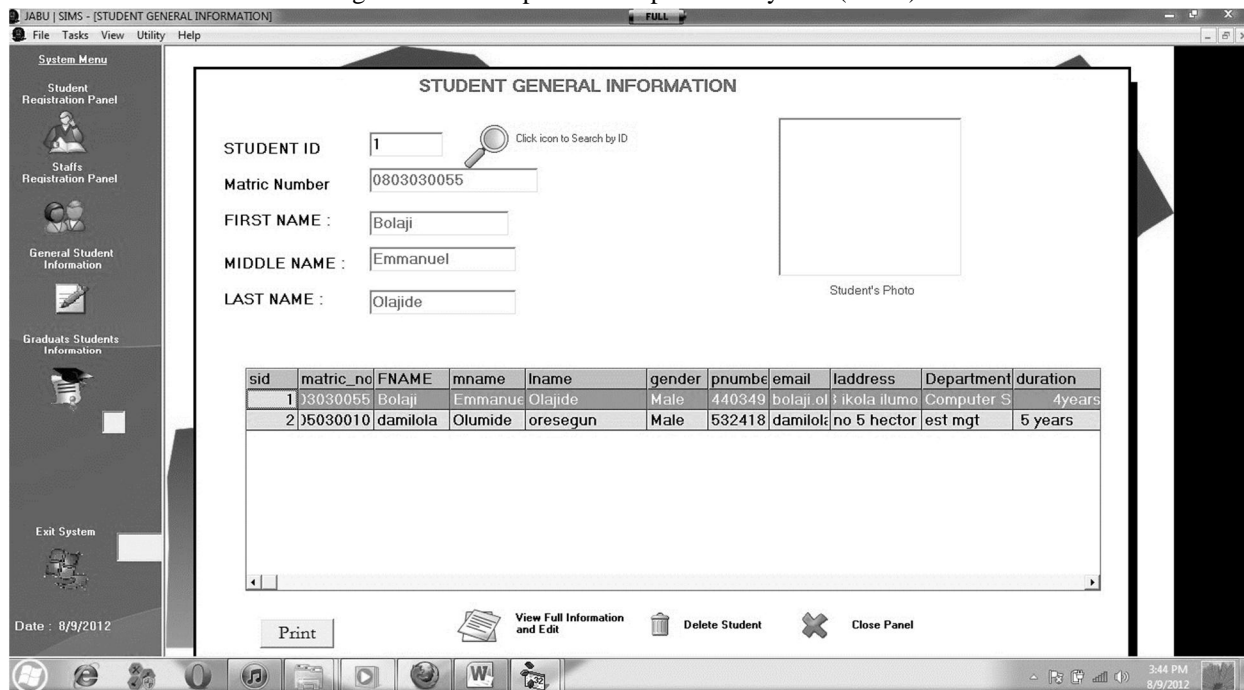 JABU | SIMS - [STUDENT GENERAL INFORMATION]
FULL
File Tasks View Utility Help
System Menu
Student
Registration Panel
Staffs
Registration Panel
General Student
Information
Graduats Students
Information
Exit System
Date : 8/9/2012
STUDENT GENERAL INFORMATION
STUDENT ID 1 Click icon to Search by ID
Matric Number 0803030055
FIRST NAME : Bolaji
MIDDLE NAME : Emmanuel
LAST NAME : Olajide
Student's Photo
sid matric_no FNAME mname lname gender pnumbe email laddress Department duration
1 03030055 Bolaji Emmanue Olajide Male 440349 bolaji.ol ikola ilumo Computer S 4years
2 05030010 damilola Olumide oresegun Male 532418 damilola no 5 hector est mgt 5 years
Print
View Full Information
and Edit
Delete Student
Close Panel
3:44 PM
8/9/2012